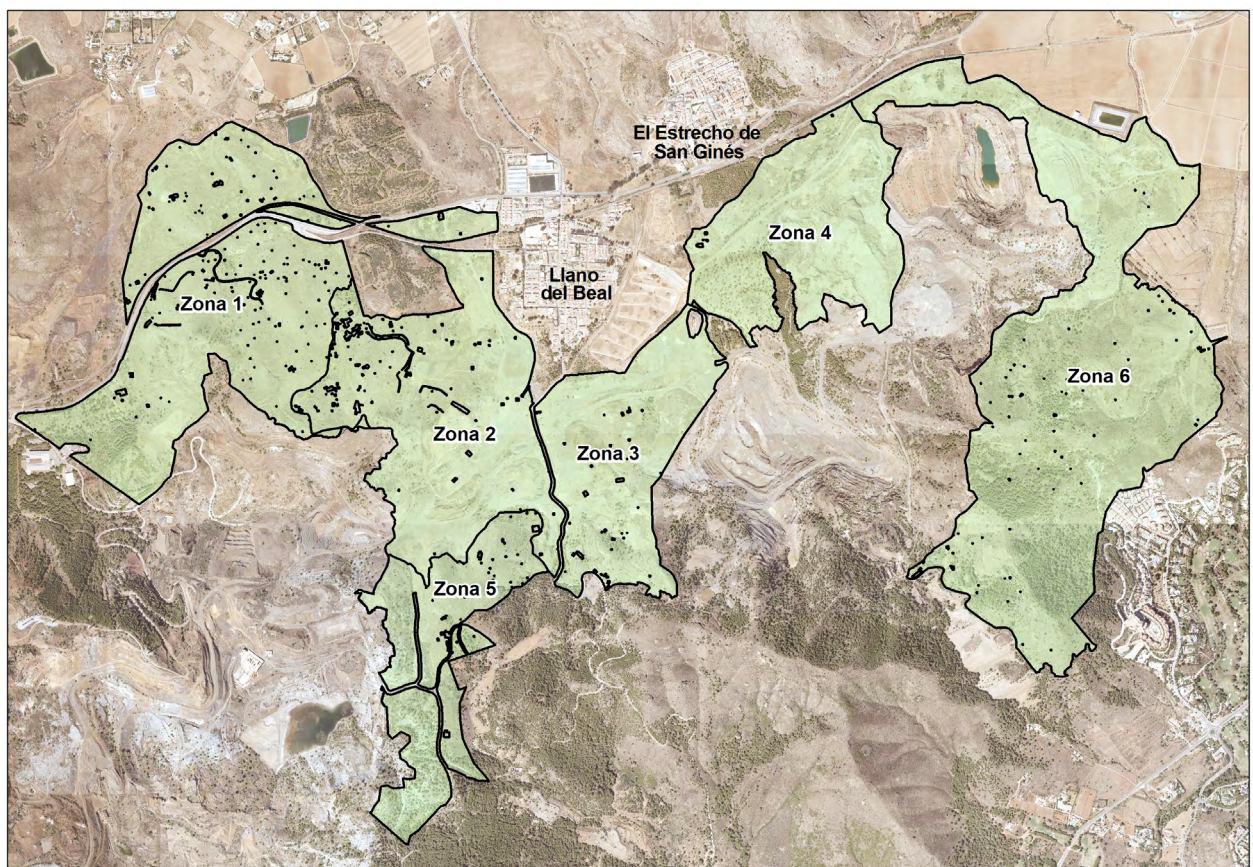 El Estrecho de
San Ginés
Zona 4
Llano
del Beal
Zona 1
Zona 6
Zona 2
Zona 3
Zona 5